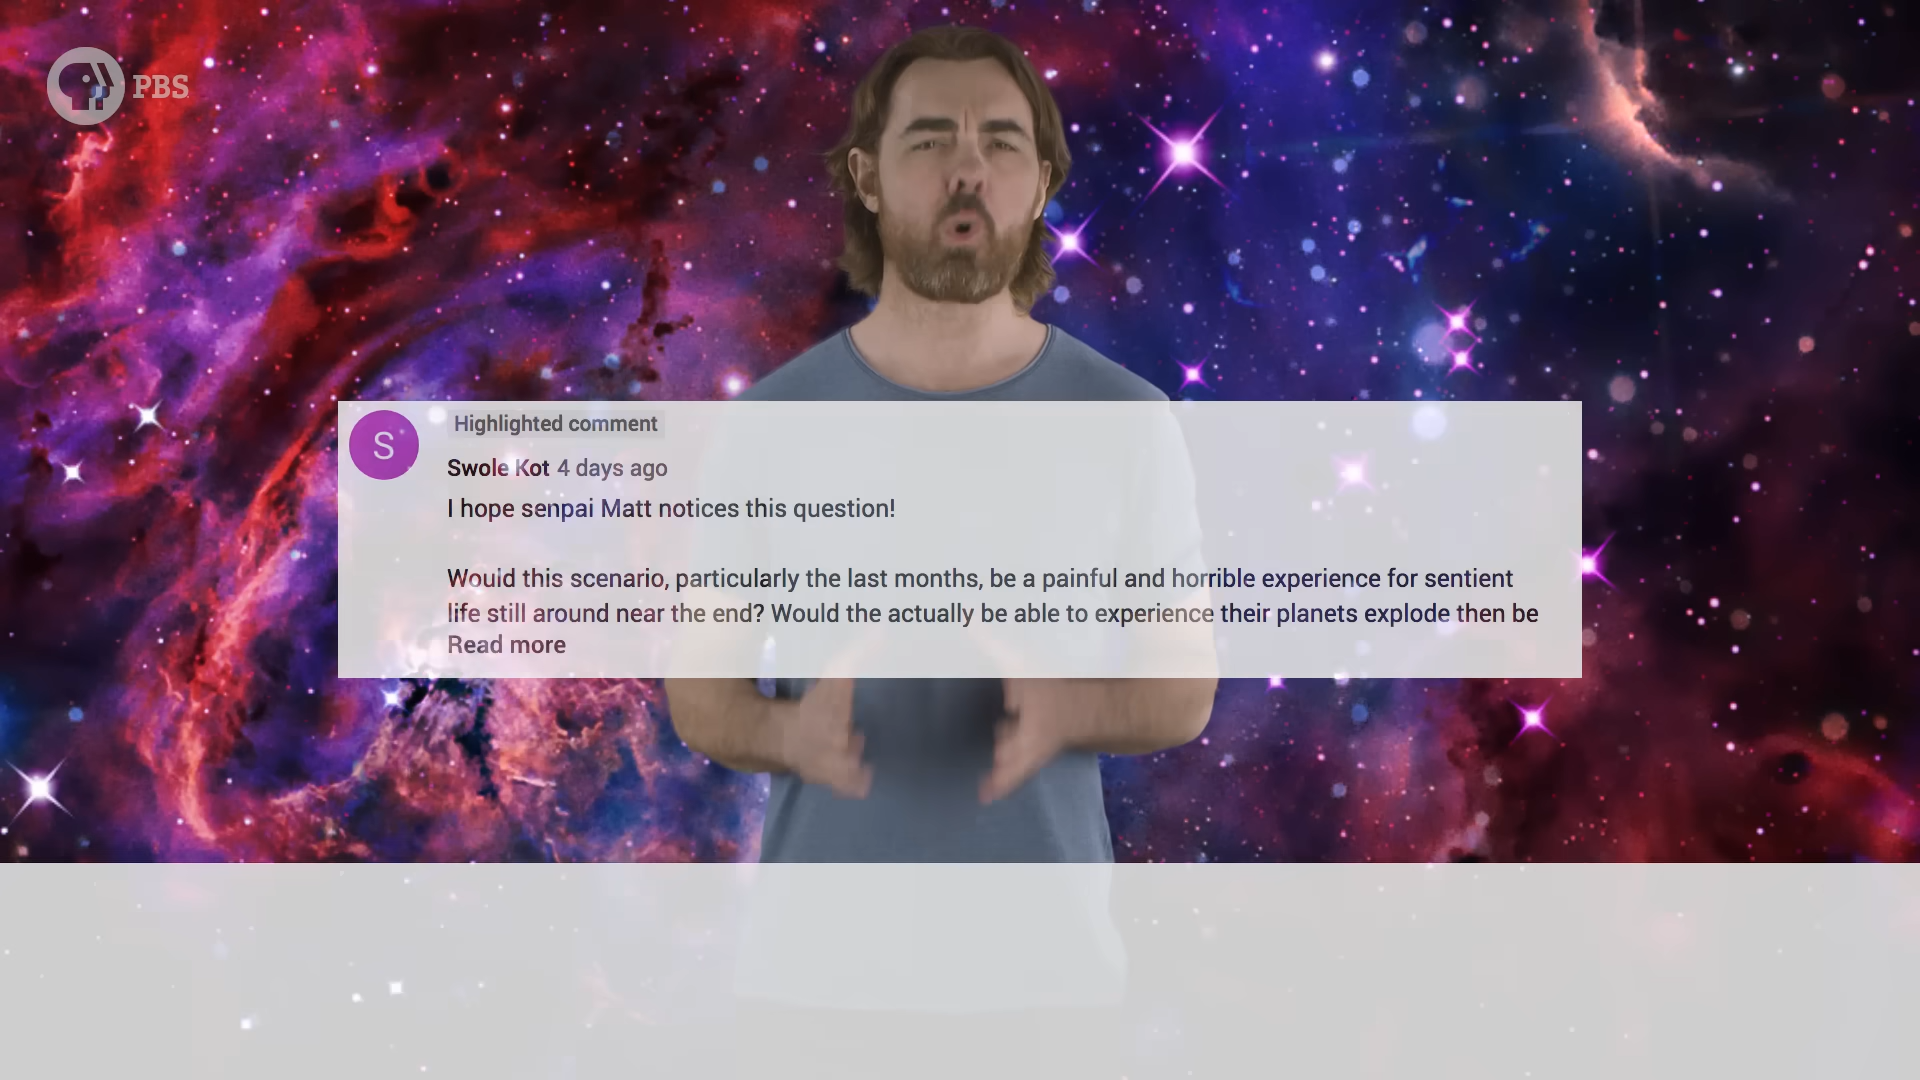 PBS
S
Highlighted comment
Swole Kot 4 days ago
I hope senpai Matt notices this question!
Would this scenario, particularly the last months, be a painful and horrible experience for sentient
life still around near the end? Would the actually be able to experience their planets explode then be
Read more